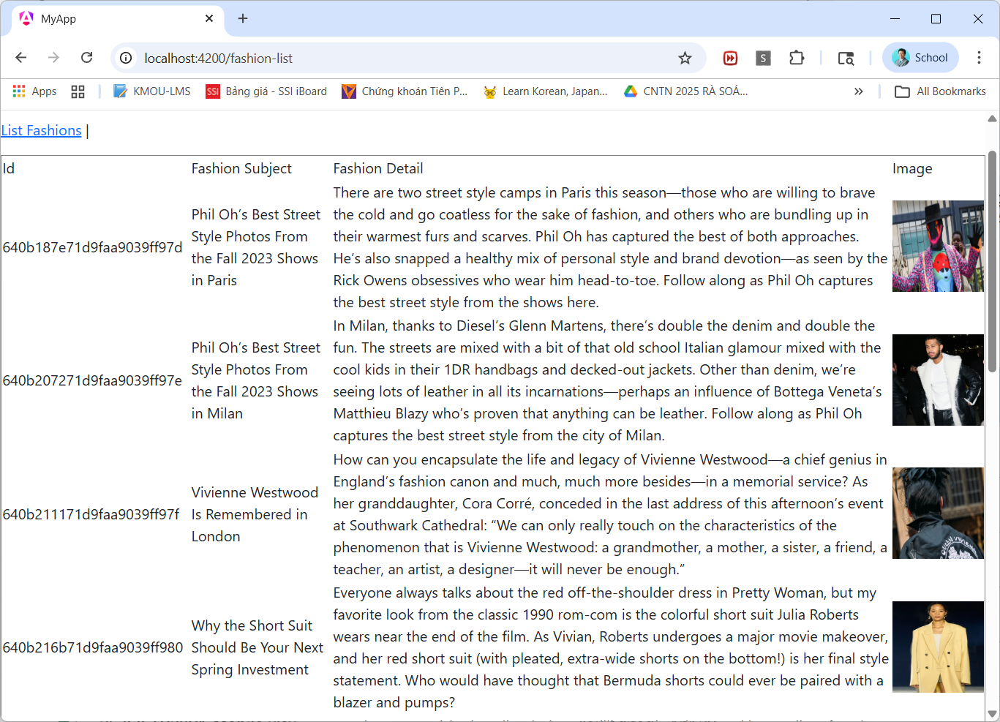 MyApp
localhost:4200/fashion-list
S
School
Apps
KMOU-LMS
SSI
Bảng giá - SSI iBoard
Chứng khoán Tiên P...
Learn Korean, Japan...
CNTN 2025 RÀ SOÁ...
All Bookmarks
List Fashions |
Id Fashion Subject Fashion Detail Image
640b187e71d9faa9039ff97d
Phil Oh’s Best Street
Style Photos From
the Fall 2023 Shows
in Paris
There are two street style camps in Paris this season—those who are willing to brave
the cold and go coatless for the sake of fashion, and others who are bundling up in
their warmest furs and scarves. Phil Oh has captured the best of both approaches.
He’s also snapped a healthy mix of personal style and brand devotion—as seen by the
Rick Owens obsessives who wear him head-to-toe. Follow along as Phil Oh captures
the best street style from the shows here.
640b207271d9faa9039ff97e
Phil Oh’s Best Street
Style Photos From
the Fall 2023 Shows
in Milan
In Milan, thanks to Diesel’s Glenn Martens, there’s double the denim and double the
fun. The streets are mixed with a bit of that old school Italian glamour mixed with the
cool kids in their 1DR handbags and decked-out jackets. Other than denim, we’re
seeing lots of leather in all its incarnations—perhaps an influence of Bottega Veneta’s
Matthieu Blazy who’s proven that anything can be leather. Follow along as Phil Oh
captures the best street style from the city of Milan.
640b211171d9faa9039ff97f
Vivienne Westwood
Is Remembered in
London
How can you encapsulate the life and legacy of Vivienne Westwood—a chief genius in
England’s fashion canon and much, much more besides—in a memorial service? As
her granddaughter, Cora Corré, conceded in the last address of this afternoon’s event
at Southwark Cathedral: “We can only really touch on the characteristics of the
phenomenon that is Vivienne Westwood: a grandmother, a mother, a sister, a friend, a
teacher, an artist, a designer—it will never be enough.”
640b216b71d9faa9039ff980
Why the Short Suit
Should Be Your Next
Spring Investment
Everyone always talks about the red off-the-shoulder dress in Pretty Woman, but my
favorite look from the classic 1990 rom-com is the colorful short suit Julia Roberts
wears near the end of the film. As Vivian, Roberts undergoes a major movie makeover,
and her red short suit (with pleated, extra-wide shorts on the bottom!) is her final style
statement. Who would have thought that Bermuda shorts could ever be paired with a
blazer and pumps?